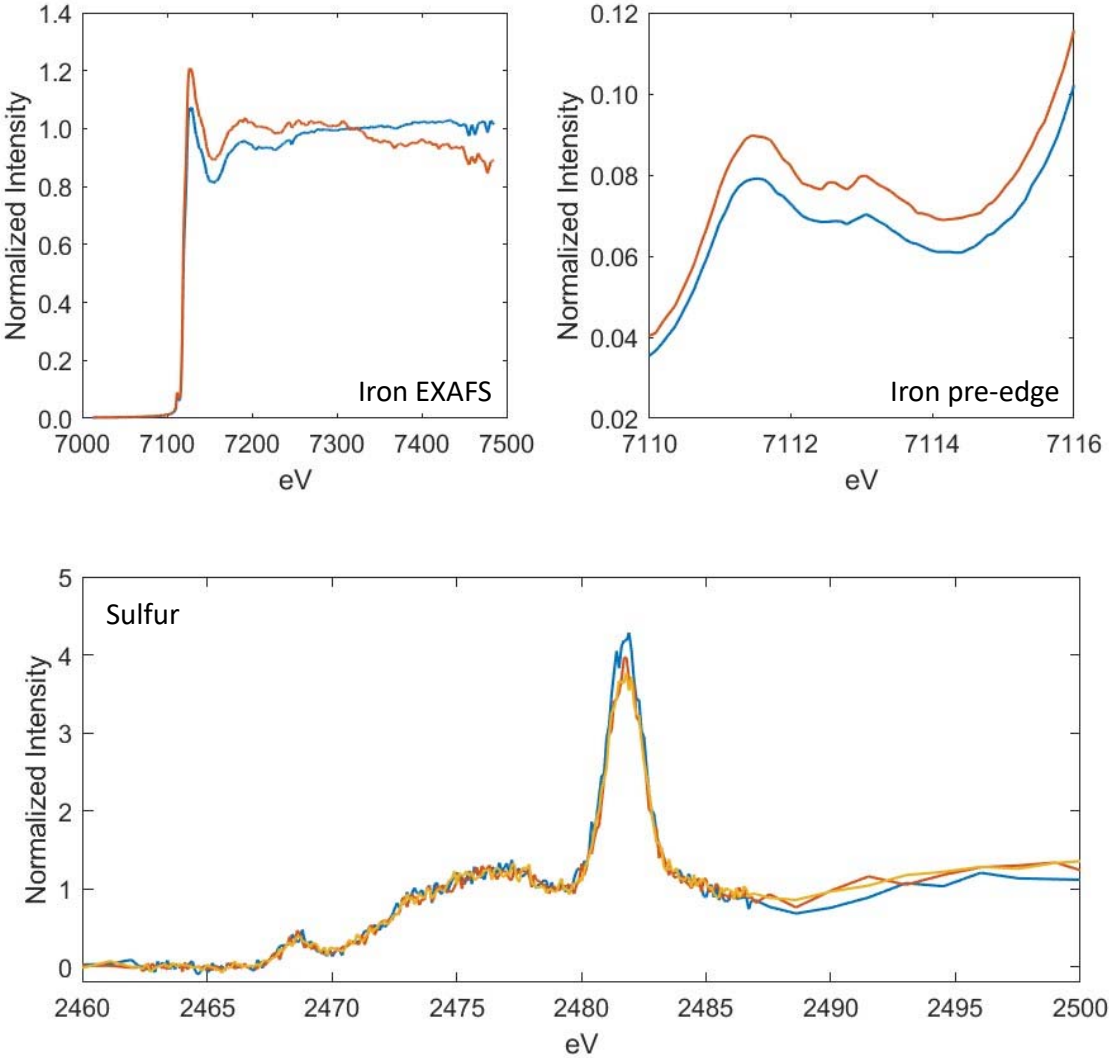 1.4
1.2
1.0
0.8
0.6
0.4
0.2
0.0
Normalized Intensity
Iron EXAFS
7000 7100 7200 7300 7400 7500
eV
0.12
0.10
0.08
0.06
0.04
0.02
Normalized Intensity
Iron pre-edge
7110 7112 7114 7116
eV
5
4
3
2
1
0
Normalized Intensity
Sulfur
2460 2465 2470 2475 2480 2485 2490 2495 2500
eV